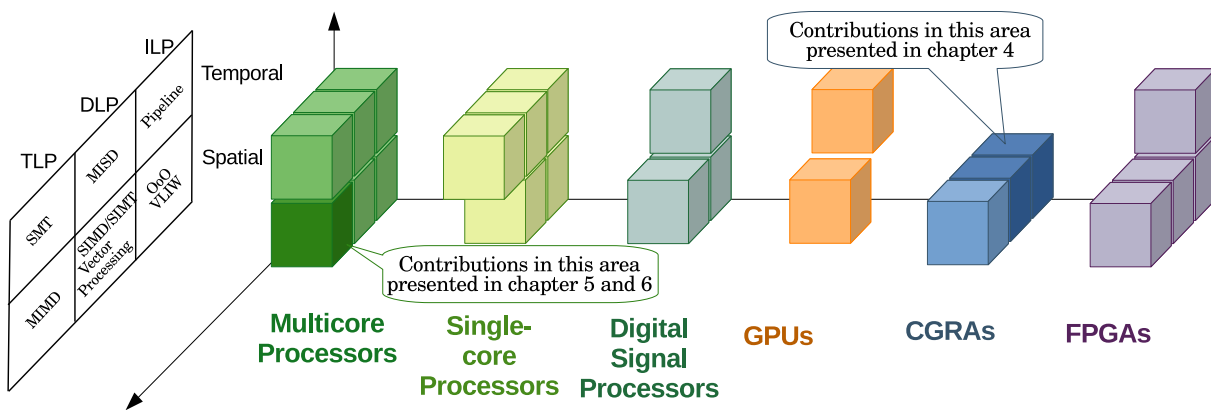 ILP
DLP
TLP
Temporal
Spatial
Pipeline
MISD
SMT
OoO
VLIW
SIMD/SIMT
Vector
Processing
MIMD
Contributions in this area
presented in chapter 4
Contributions in this area
presented in chapter 5 and 6
Multicore
Processors
Single-
core
Processors
Digital
Signal
Processors
GPUs
CGRAs
FPGAs